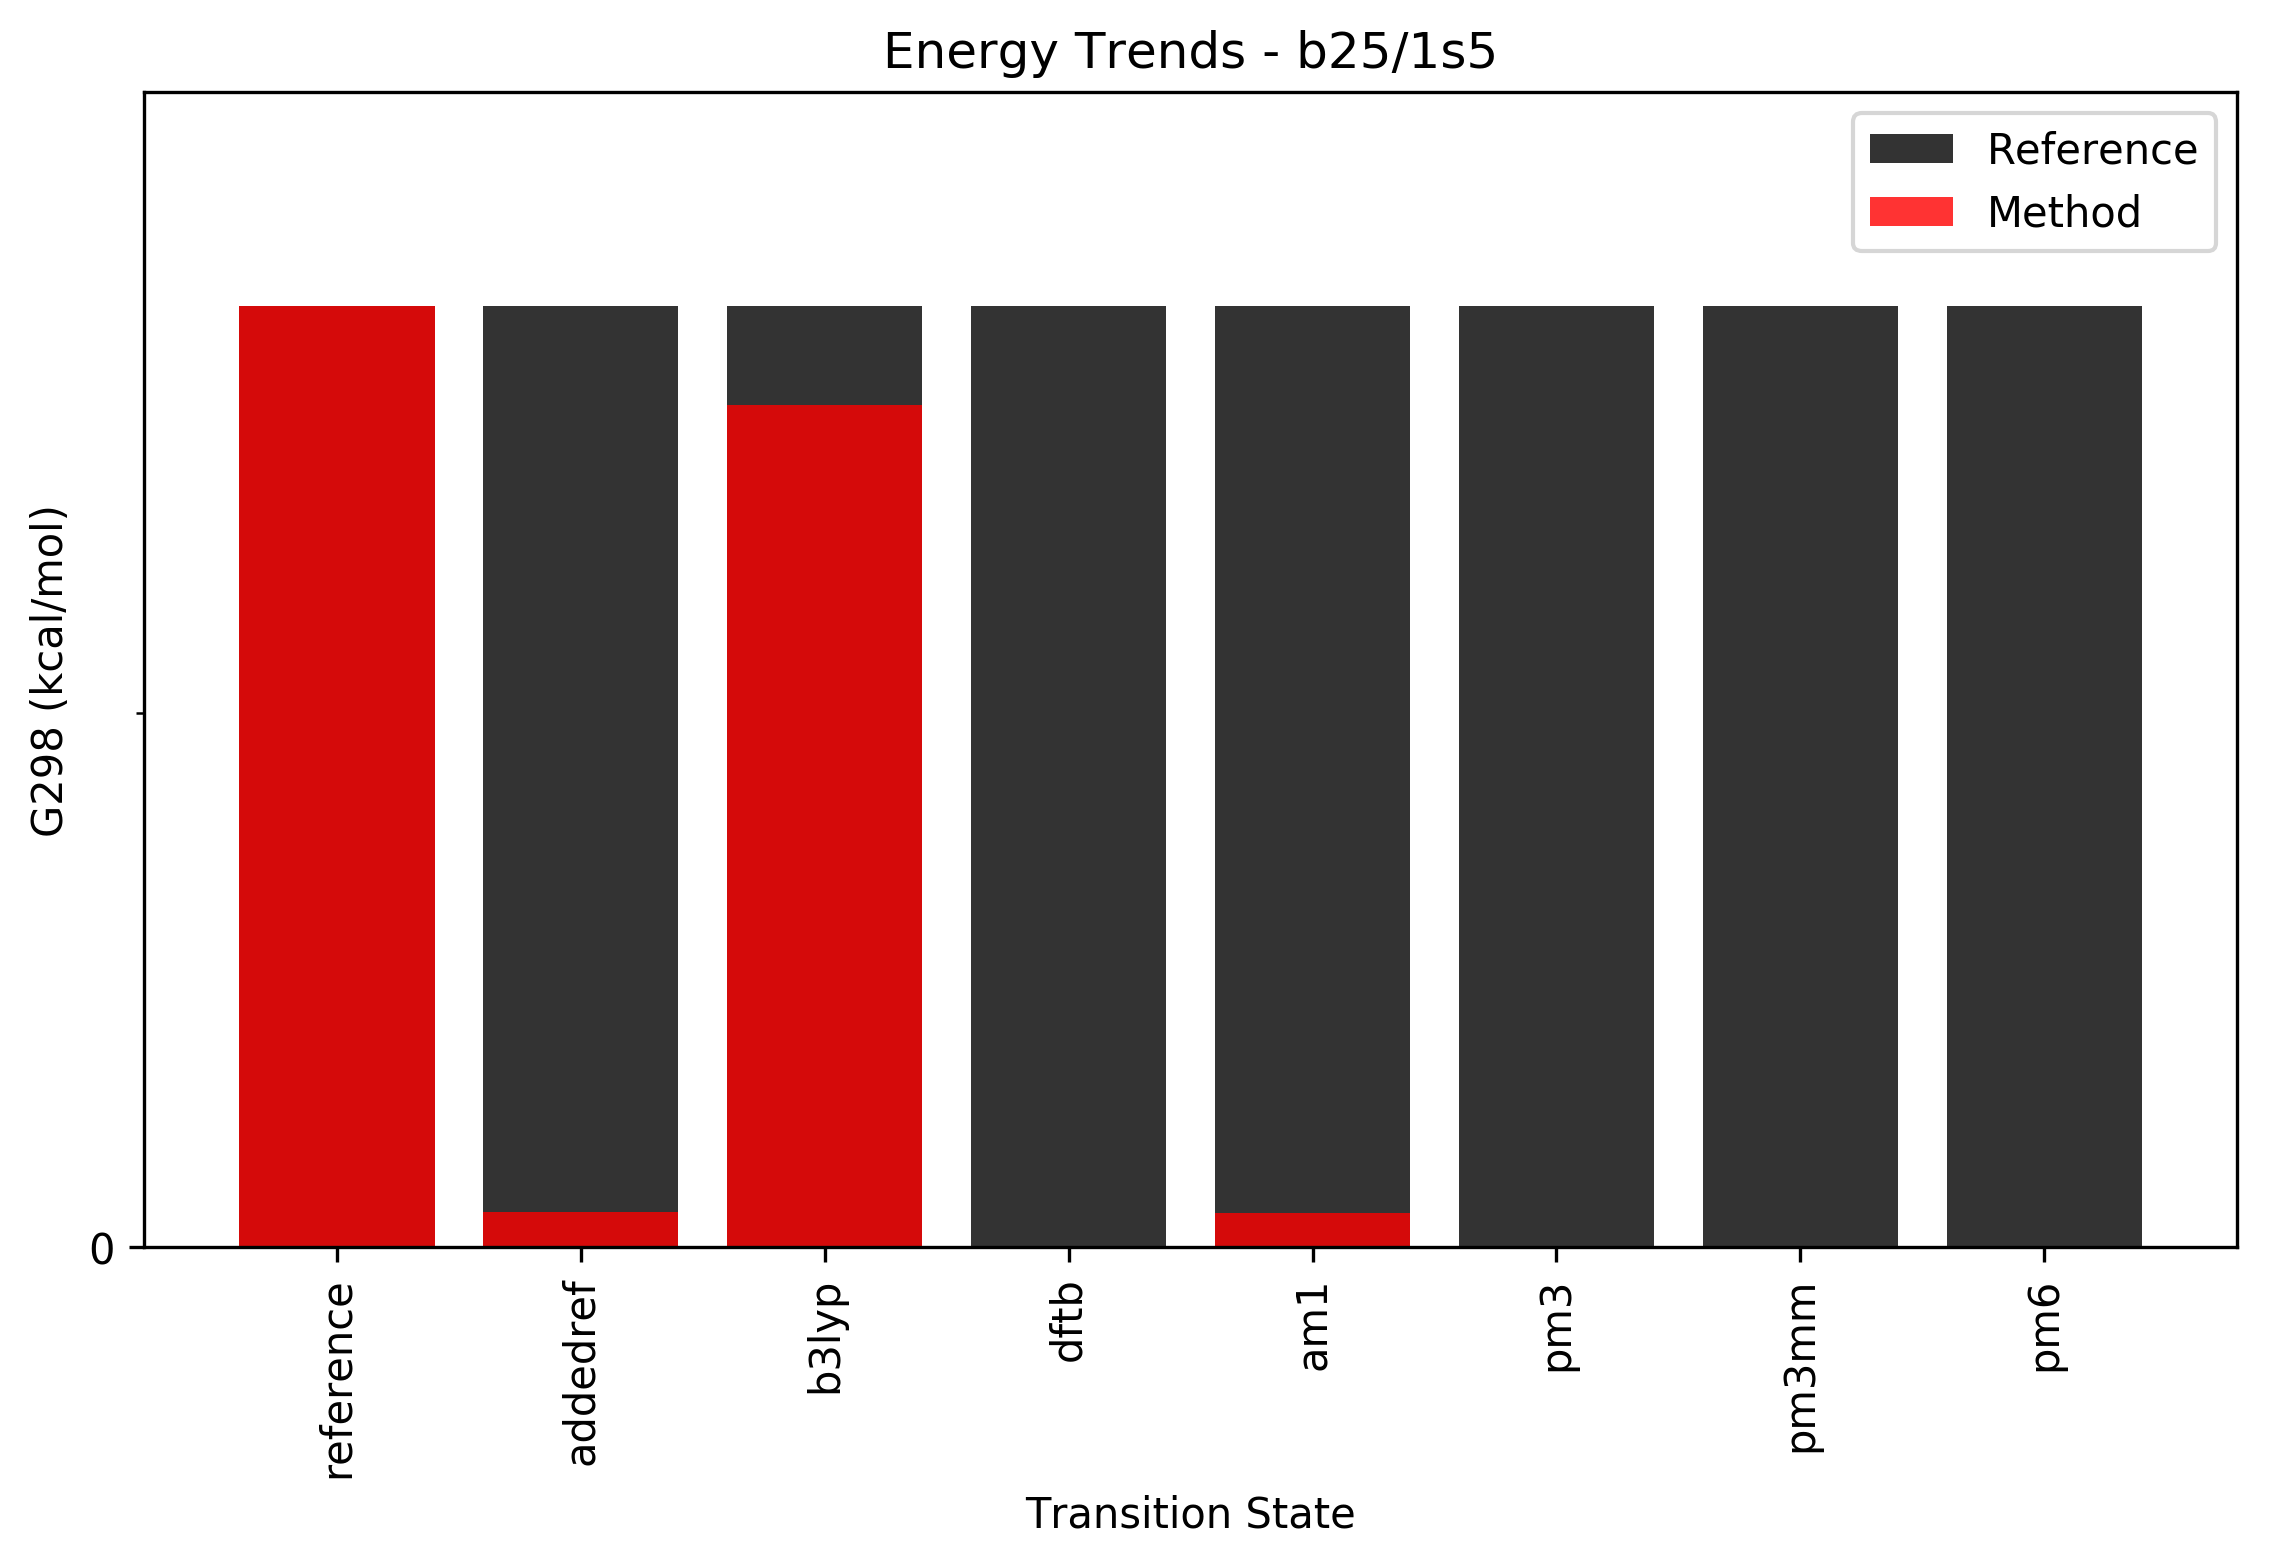 Energy Trends - b25/1s5
Reference
Method
G298 (kcal/mol)
0
reference
addedref
b3lyp
dftb
am1
pm3
pm3mm
pm6
Transition State